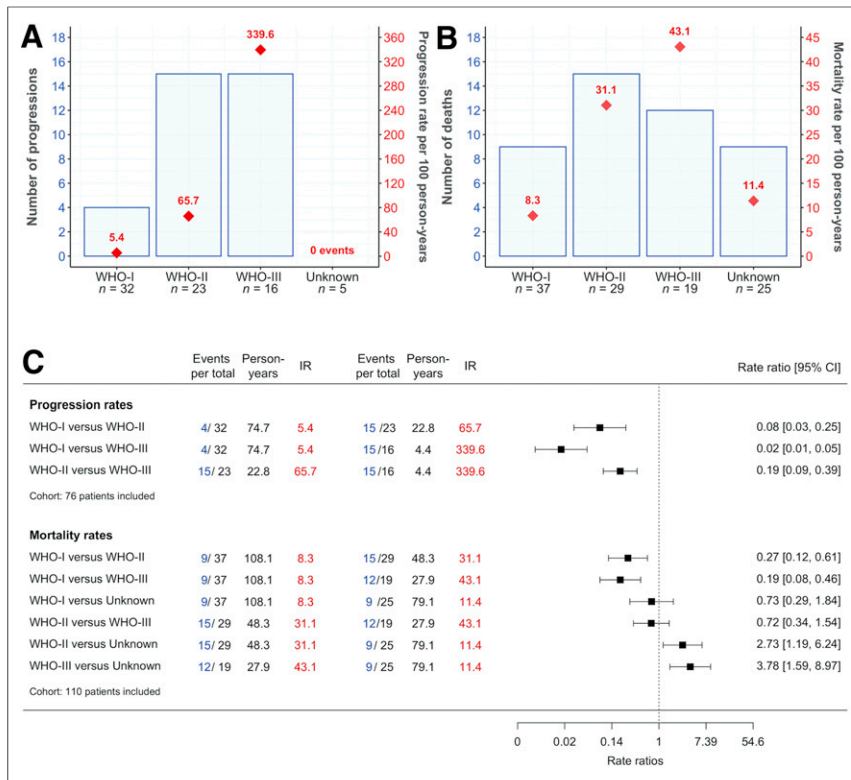 A
Number of progressions
18
16
14
12
10
8
6
4
2
0
5.4
65.7
339.6
0 events
360
320
280
240
200
160
120
80
40
0
Progression rate per 100 person-years
WHO-I
n = 32
WHO-II
n = 23
WHO-III
n = 16
Unknown
n = 5
B
Number of deaths
18
16
14
12
10
8
6
4
2
0
8.3
31.1
43.1
11.4
45
40
35
30
25
20
15
10
5
0
Mortality rate per 100 person-years
WHO-I
n = 37
WHO-II
n = 29
WHO-III
n = 19
Unknown
n = 25
C
Events per total Person-years IR Events per total Person-years IR Rate ratio [95% CI]
Progression rates
WHO-I versus WHO-II 4/ 32 74.7 5.4 15 /23 22.8 65.7 0.08 [0.03, 0.25]
WHO-I versus WHO-III 4/ 32 74.7 5.4 15/16 4.4 339.6 0.02 [0.01, 0.05]
WHO-II versus WHO-III 15/ 23 22.8 65.7 15/16 4.4 339.6 0.19 [0.09, 0.39]
Cohort: 76 patients included
Mortality rates
WHO-I versus WHO-II 9/ 37 108.1 8.3 15/29 48.3 31.1 0.27 [0.12, 0.61]
WHO-I versus WHO-III 9/ 37 108.1 8.3 12/19 27.9 43.1 0.19 [0.08, 0.46]
WHO-I versus Unknown 9/ 37 108.1 8.3 9 /25 79.1 11.4 0.73 [0.29, 1.84]
WHO-II versus WHO-III 15/ 29 48.3 31.1 12/19 27.9 43.1 0.72 [0.34, 1.54]
WHO-II versus Unknown 15/ 29 48.3 31.1 9/ 25 79.1 11.4 2.73 [1.19, 6.24]
WHO-III versus Unknown 12/ 19 27.9 43.1 9/ 25 79.1 11.4 3.78 [1.59, 8.97]
Cohort: 110 patients included
0 0.02 0.14 1 7.39 54.6
Rate ratios